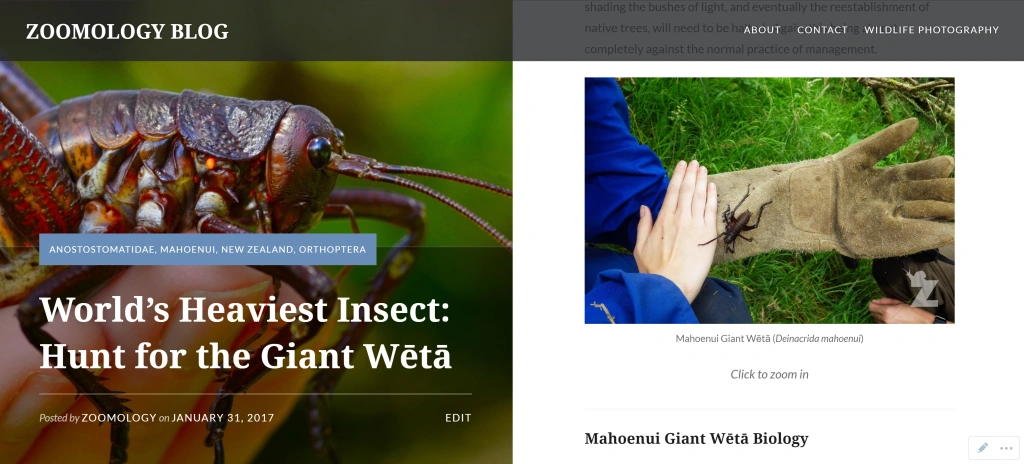 ZOOMOLOGY BLOG
ABOUT CONTACT WILDLIFE PHOTOGRAPHY
ANOSTOSTOMATIDAE, MAHOENUI, NEW ZEALAND, ORTHOPTERA
World’s Heaviest Insect:
Hunt for the Giant Wētā
Posted by ZOOMOLOGY on JANUARY 31, 2017
EDIT
shading the bushes of light, and eventually the reestablishment of
native trees, will need to be
completely against the normal practice of management.
Z
Mahoenui Giant Wētā (Deinacrida mahoenui)
Click to zoom in
Mahoenui Giant Wētā Biology